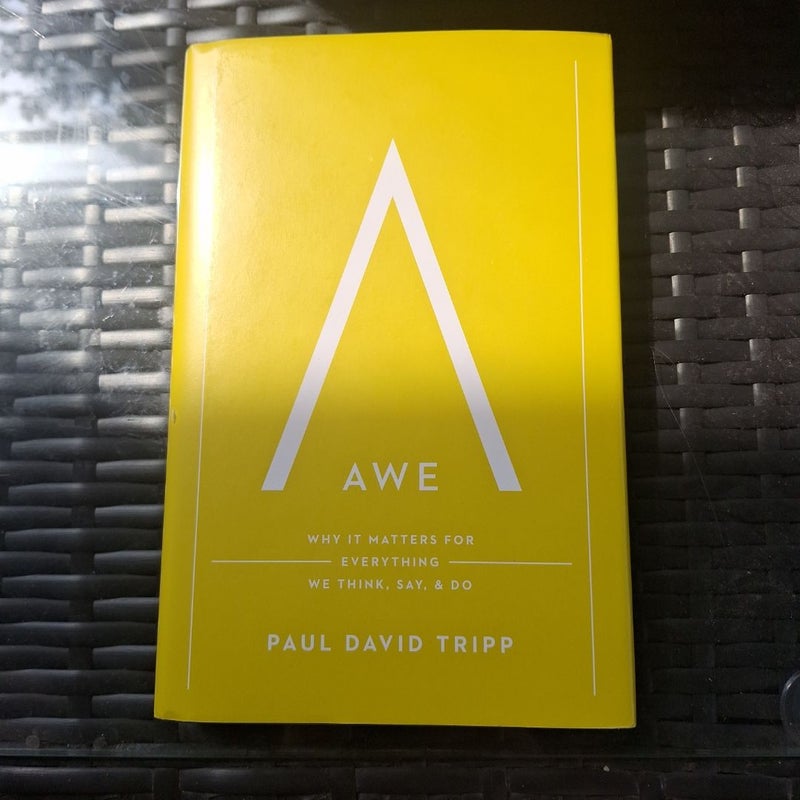 AWE
WHY IT MATTERS FOR
EVERYTHING
WE THINK, SAY, & DO
PAUL DAVID TRIPP